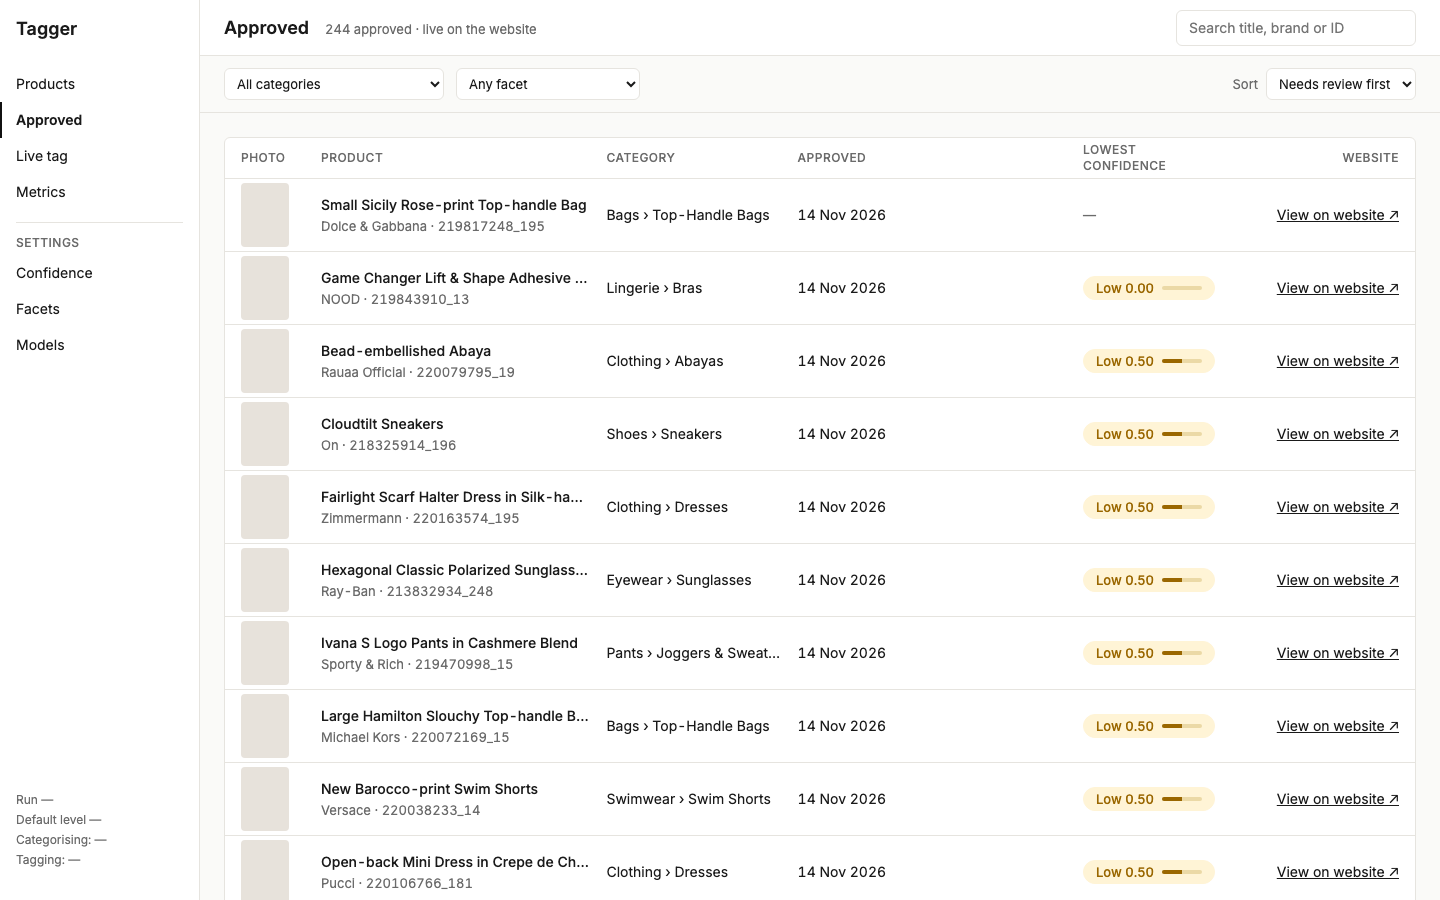 Tagger
Products
Approved
Live tag
Metrics
SETTINGS
Confidence
Facets
Models
Run —
Default level —
Categorising: —
Tagging: —
Approved
244 approved · live on the website
Search title, brand or ID
All categories
Any facet
Sort
Needs review first
PHOTO
PRODUCT
CATEGORY
APPROVED
LOWEST
CONFIDENCE
WEBSITE
Small Sicily Rose-print Top-handle Bag
Dolce & Gabbana · 219817248_195
Bags › Top-Handle Bags
14 Nov 2026
—
View on website ↗
Game Changer Lift & Shape Adhesive ...
NOOD · 219843910_13
Lingerie › Bras
14 Nov 2026
Low 0.00
View on website ↗
Bead-embellished Abaya
Rauaa Official · 220079795_19
Clothing › Abayas
14 Nov 2026
Low 0.50
View on website ↗
Cloudtilt Sneakers
On · 218325914_196
Shoes › Sneakers
14 Nov 2026
Low 0.50
View on website ↗
Fairlight Scarf Halter Dress in Silk-ha...
Zimmermann · 220163574_195
Clothing › Dresses
14 Nov 2026
Low 0.50
View on website ↗
Hexagonal Classic Polarized Sunglass...
Ray-Ban · 213832934_248
Eyewear › Sunglasses
14 Nov 2026
Low 0.50
View on website ↗
Ivana S Logo Pants in Cashmere Blend
Sporty & Rich · 219470998_15
Pants › Joggers & Sweat...
14 Nov 2026
Low 0.50
View on website ↗
Large Hamilton Slouchy Top-handle B...
Michael Kors · 220072169_15
Bags › Top-Handle Bags
14 Nov 2026
Low 0.50
View on website ↗
New Barocco-print Swim Shorts
Versace · 220038233_14
Swimwear › Swim Shorts
14 Nov 2026
Low 0.50
View on website ↗
Open-back Mini Dress in Crepe de Ch...
Pucci · 220106766_181
Clothing › Dresses
14 Nov 2026
Low 0.50
View on website ↗